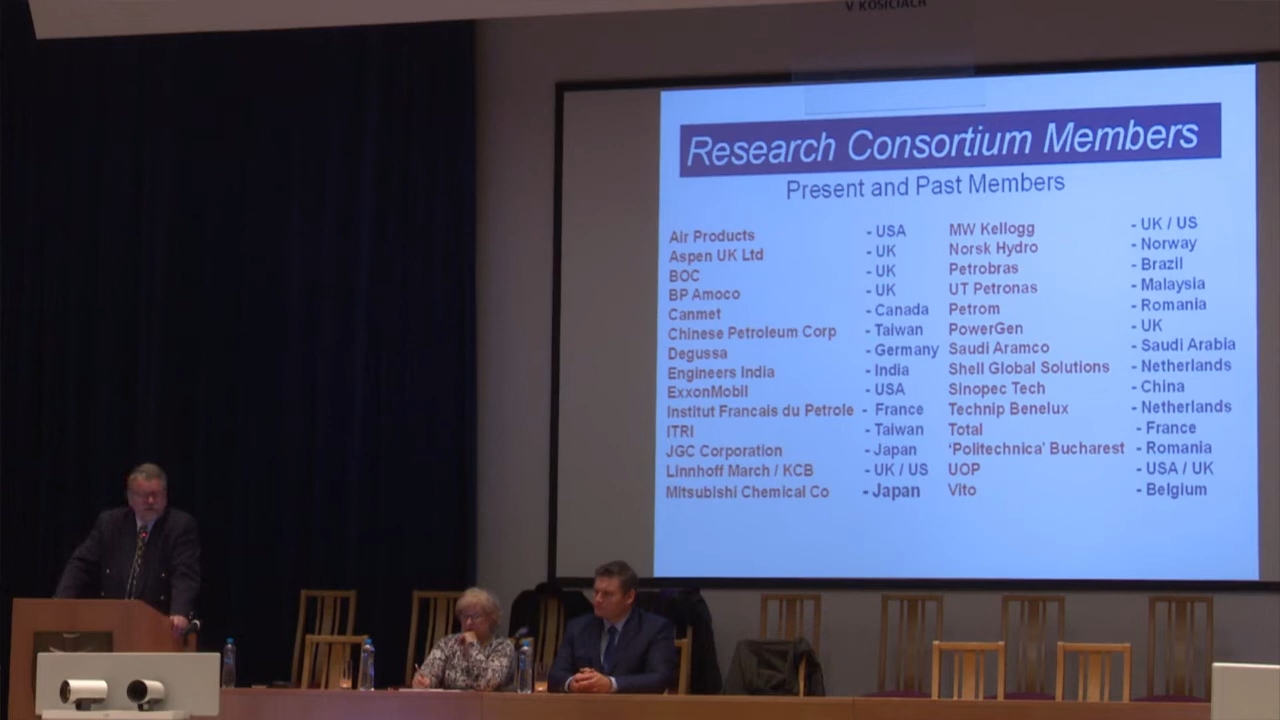 V KOŠICIACH
Research Consortium Members
Present and Past Members
Air Products - USA
Aspen UK Ltd - UK
BOC - UK
BP Amoco - UK
Canmet - Canada
Chinese Petroleum Corp - Taiwan
Degussa - Germany
Engineers India - India
ExxonMobil - USA
Institut Francais du Petrole - France
ITRI - Taiwan
JGC Corporation - Japan
Linnhoff March / KCB - UK / US
Mitsubishi Chemical Co - Japan
MW Kellogg - UK / US
Norsk Hydro - Norway
Petrobras - Brazil
UT Petronas - Malaysia
Petrom - Romania
PowerGen - UK
Saudi Aramco - Saudi Arabia
Shell Global Solutions - Netherlands
Sinopec Tech - China
Technip Benelux - Netherlands
Total - France
‘Politechnica’ Bucharest - Romania
UOP - USA / UK
Vito - Belgium